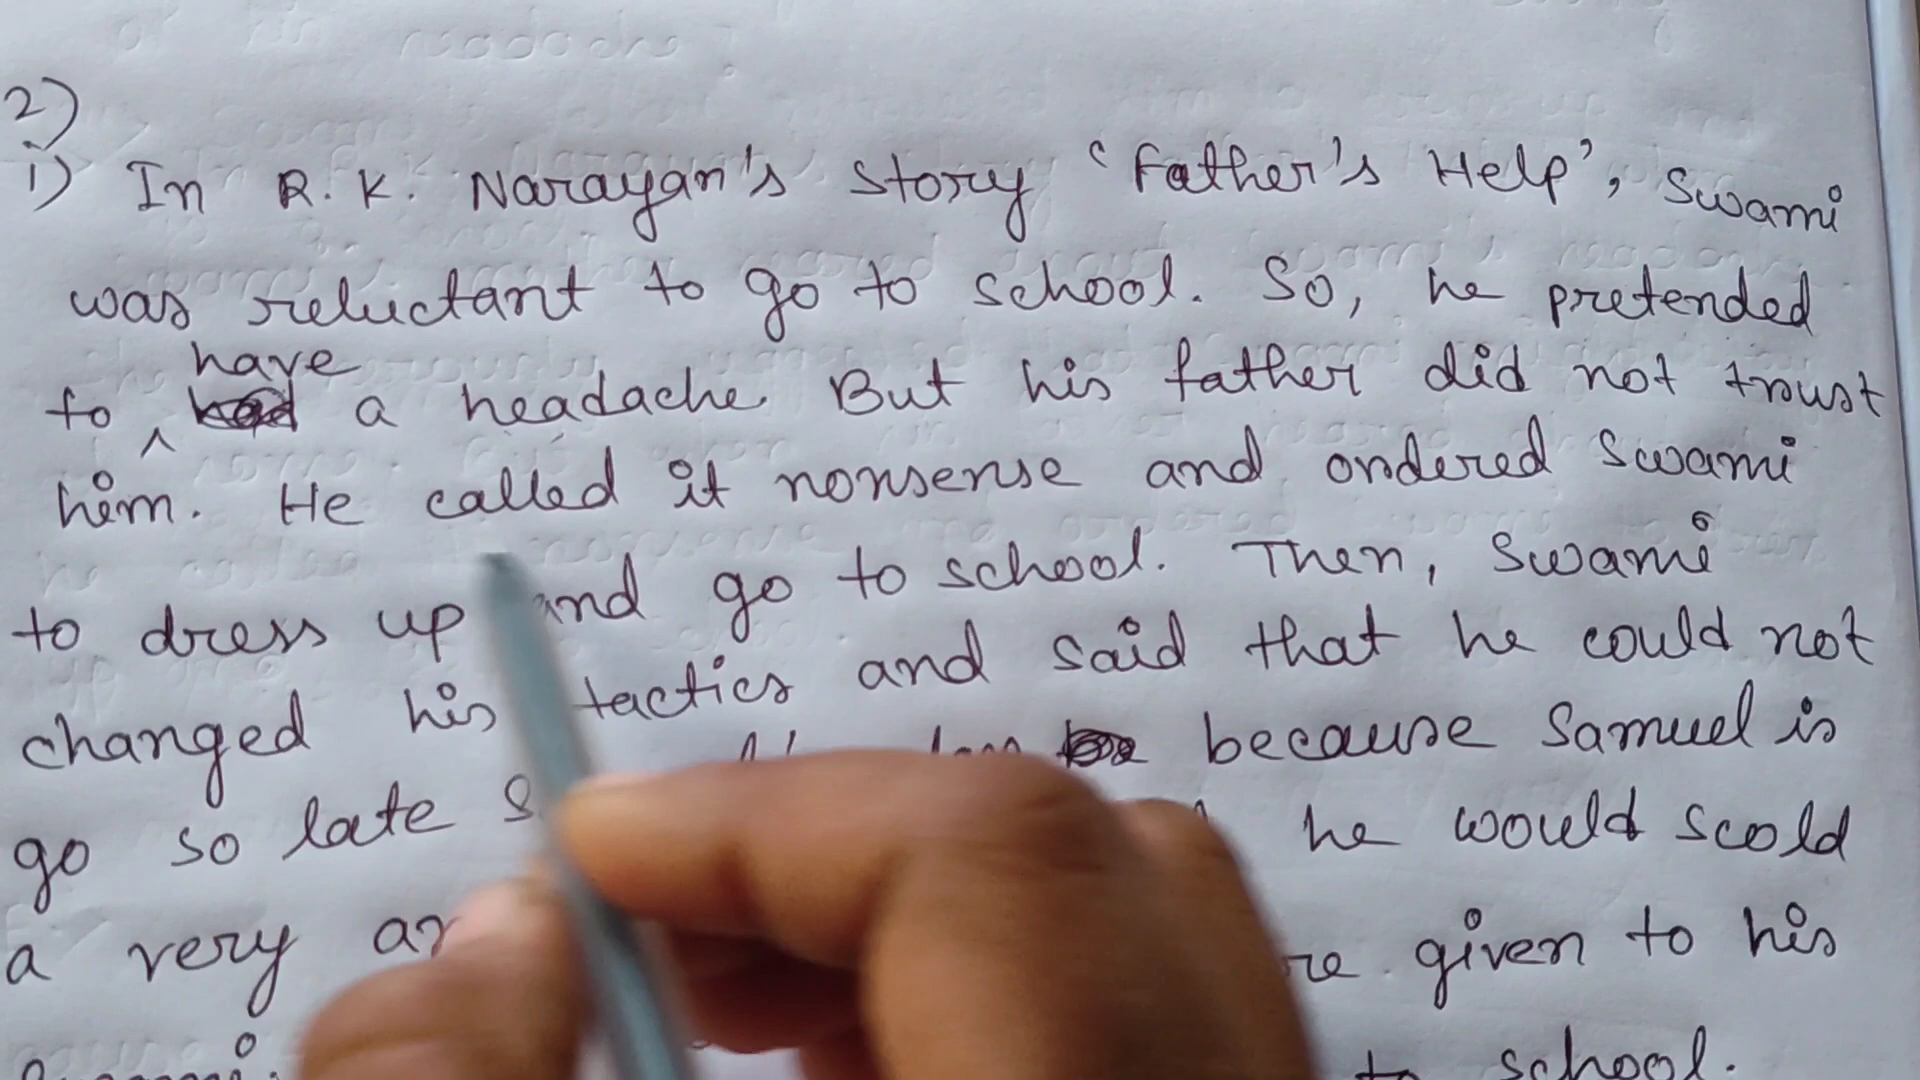 2)
i) In R. K. Narayan's story 'Father's Help', Swami
was reluctant to go to school. So, he pretended
have
to ^ a headache. But his father did not trust
him. He called it nonsense and ordered Swami
to dress up and go to school. Then, Swami
changed his tactics and said that he could not
go so late because Samuel is
a very he would scold
given to his
to school.